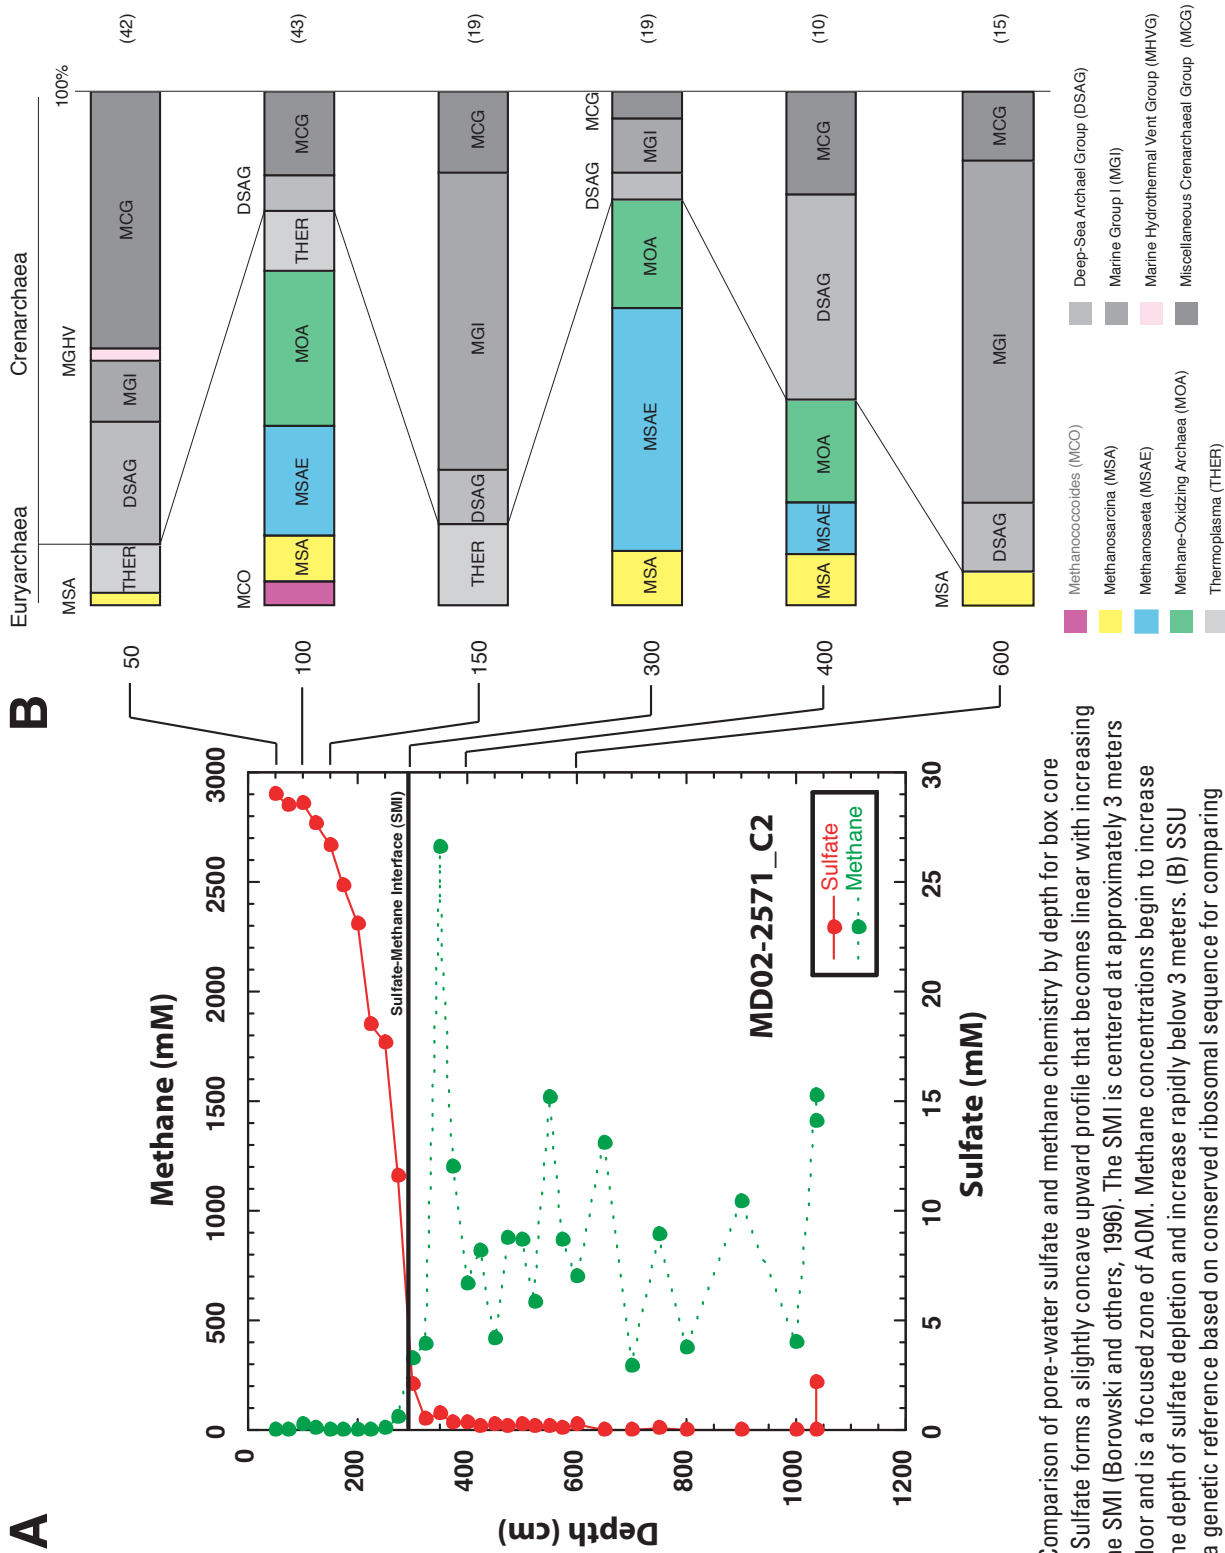 A
Methane (mM)
0
500
1000
1500
2000
2500
3000
Depth (cm)
0
200
400
600
800
1000
1200
Sulfate-Methane Interface (SMI)
MD02-2571_C2
Sulfate
Methane
0
5
10
15
20
25
30
Sulfate (mM)
B
Euryarchaea
Crenarchaea
100%
50
MSA
THER
DSAG
MGI
MGHV
MCG
(42)
100
MCO
MSA
MSAE
MOA
THER
DSAG
MCG
(43)
150
THER
DSAG
MGI
MCG
(19)
300
MSA
MSAE
MOA
DSAG
MGI
MCG
(19)
400
MSA
MSAE
MOA
DSAG
MCG
(10)
600
MSA
DSAG
MGI
MCG
(15)
Methanococcoides (MCO)
Methanosarcina (MSA)
Methanosaeta (MSAE)
Methane-Oxidzing Archaea (MOA)
Thermoplasma (THER)
Deep-Sea Archael Group (DSAG)
Marine Group I (MGI)
Marine Hydrothermal Vent Group (MHVG)
Miscellaneous Crenarchaeal Group (MCG)
Comparison of pore-water sulfate and methane chemistry by depth for box core
Sulfate forms a slightly concave upward profile that becomes linear with increasing
he SMI (Borowski and others, 1996). The SMI is centered at approximately 3 meters
loor and is a focused zone of AOM. Methane concentrations begin to increase
he depth of sulfate depletion and increase rapidly below 3 meters. (B) SSU
a genetic reference based on conserved ribosomal sequence for comparing